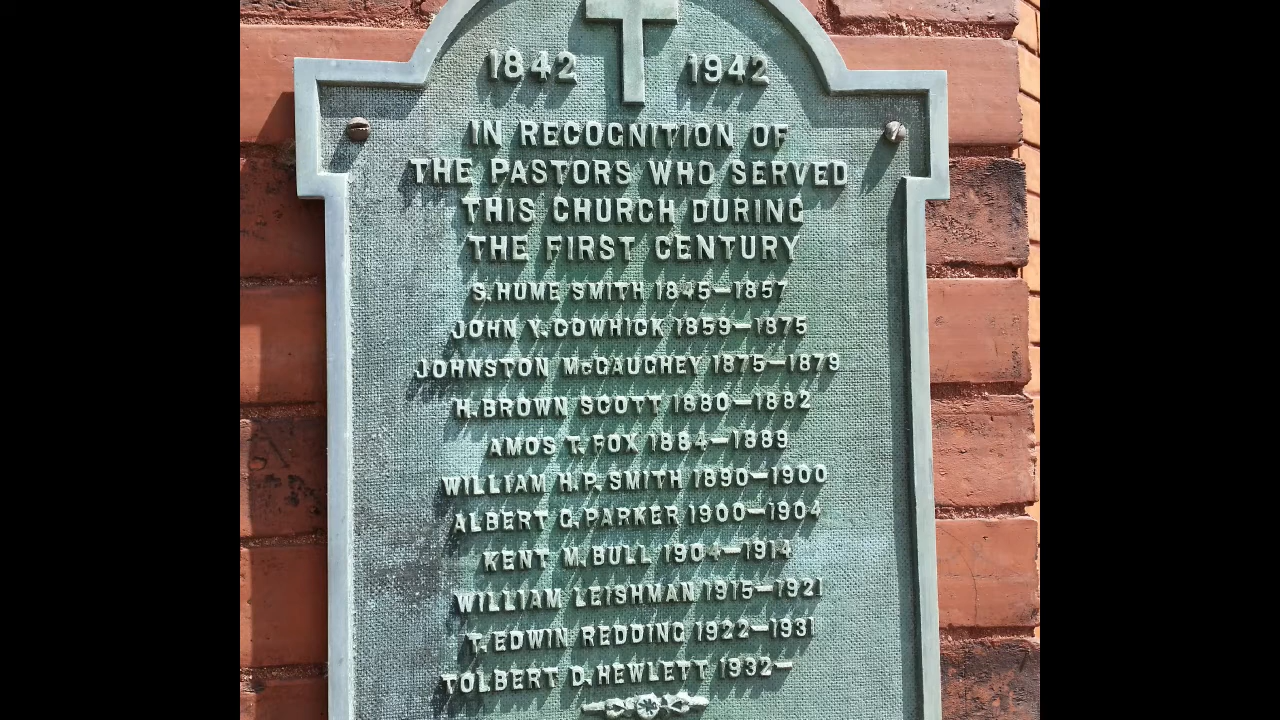 1842 1942
IN RECOGNITION OF
THE PASTORS WHO SERVED
THIS CHURCH DURING
THE FIRST CENTURY
S. HUME SMITH 1845–1857
JOHN Y. COWHICK 1859–1875
JOHNSTON McGAUGHEY 1875–1879
H. BROWN SCOTT 1880–1882
AMOS T. FOX 1884–1889
WILLIAM H. P. SMITH 1890–1900
ALBERT G. PARKER 1900–1904
KENT M. BULL 1904–1914
WILLIAM LEISHMAN 1915–1921
T. EDWIN REDDING 1922–1931
TOLBERT D. HEWLETT 1932–